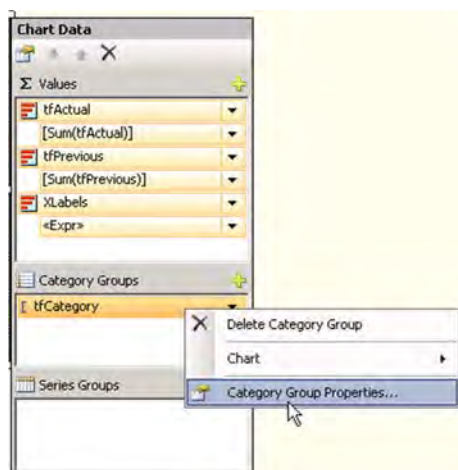 Chart Data
Σ Values
tfActual
[Sum(tfActual)]
tfPrevious
[Sum(tfPrevious)]
XLabels
«Expr»
Category Groups
tfCategory
Delete Category Group
Chart
Series Groups
Category Group Properties...